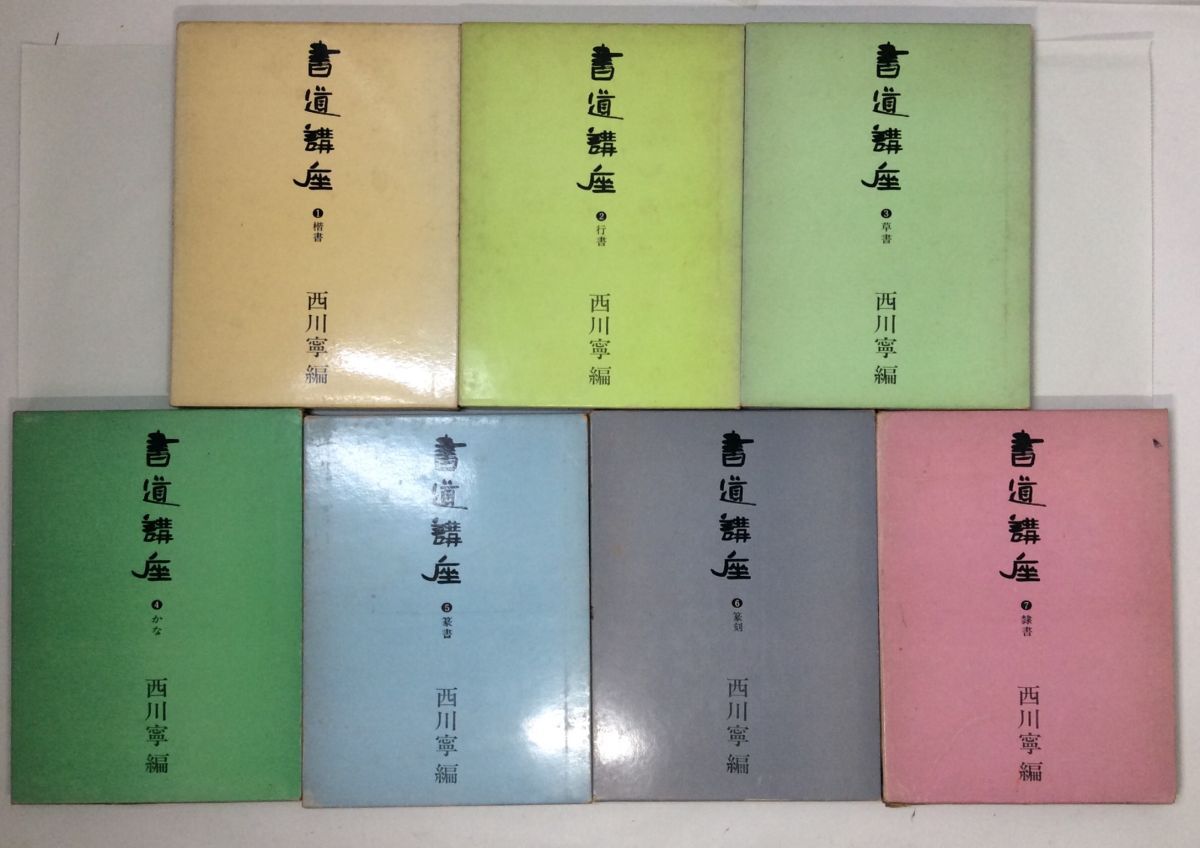 書道講座
❶楷書
西川寧編
書道講座
❷行書
西川寧編
書道講座
❸草書
西川寧編
書道講座
❹かな
西川寧編
書道講座
❺篆書
西川寧編
書道講座
❻篆刻
西川寧編
書道講座
❼隷書
西川寧編